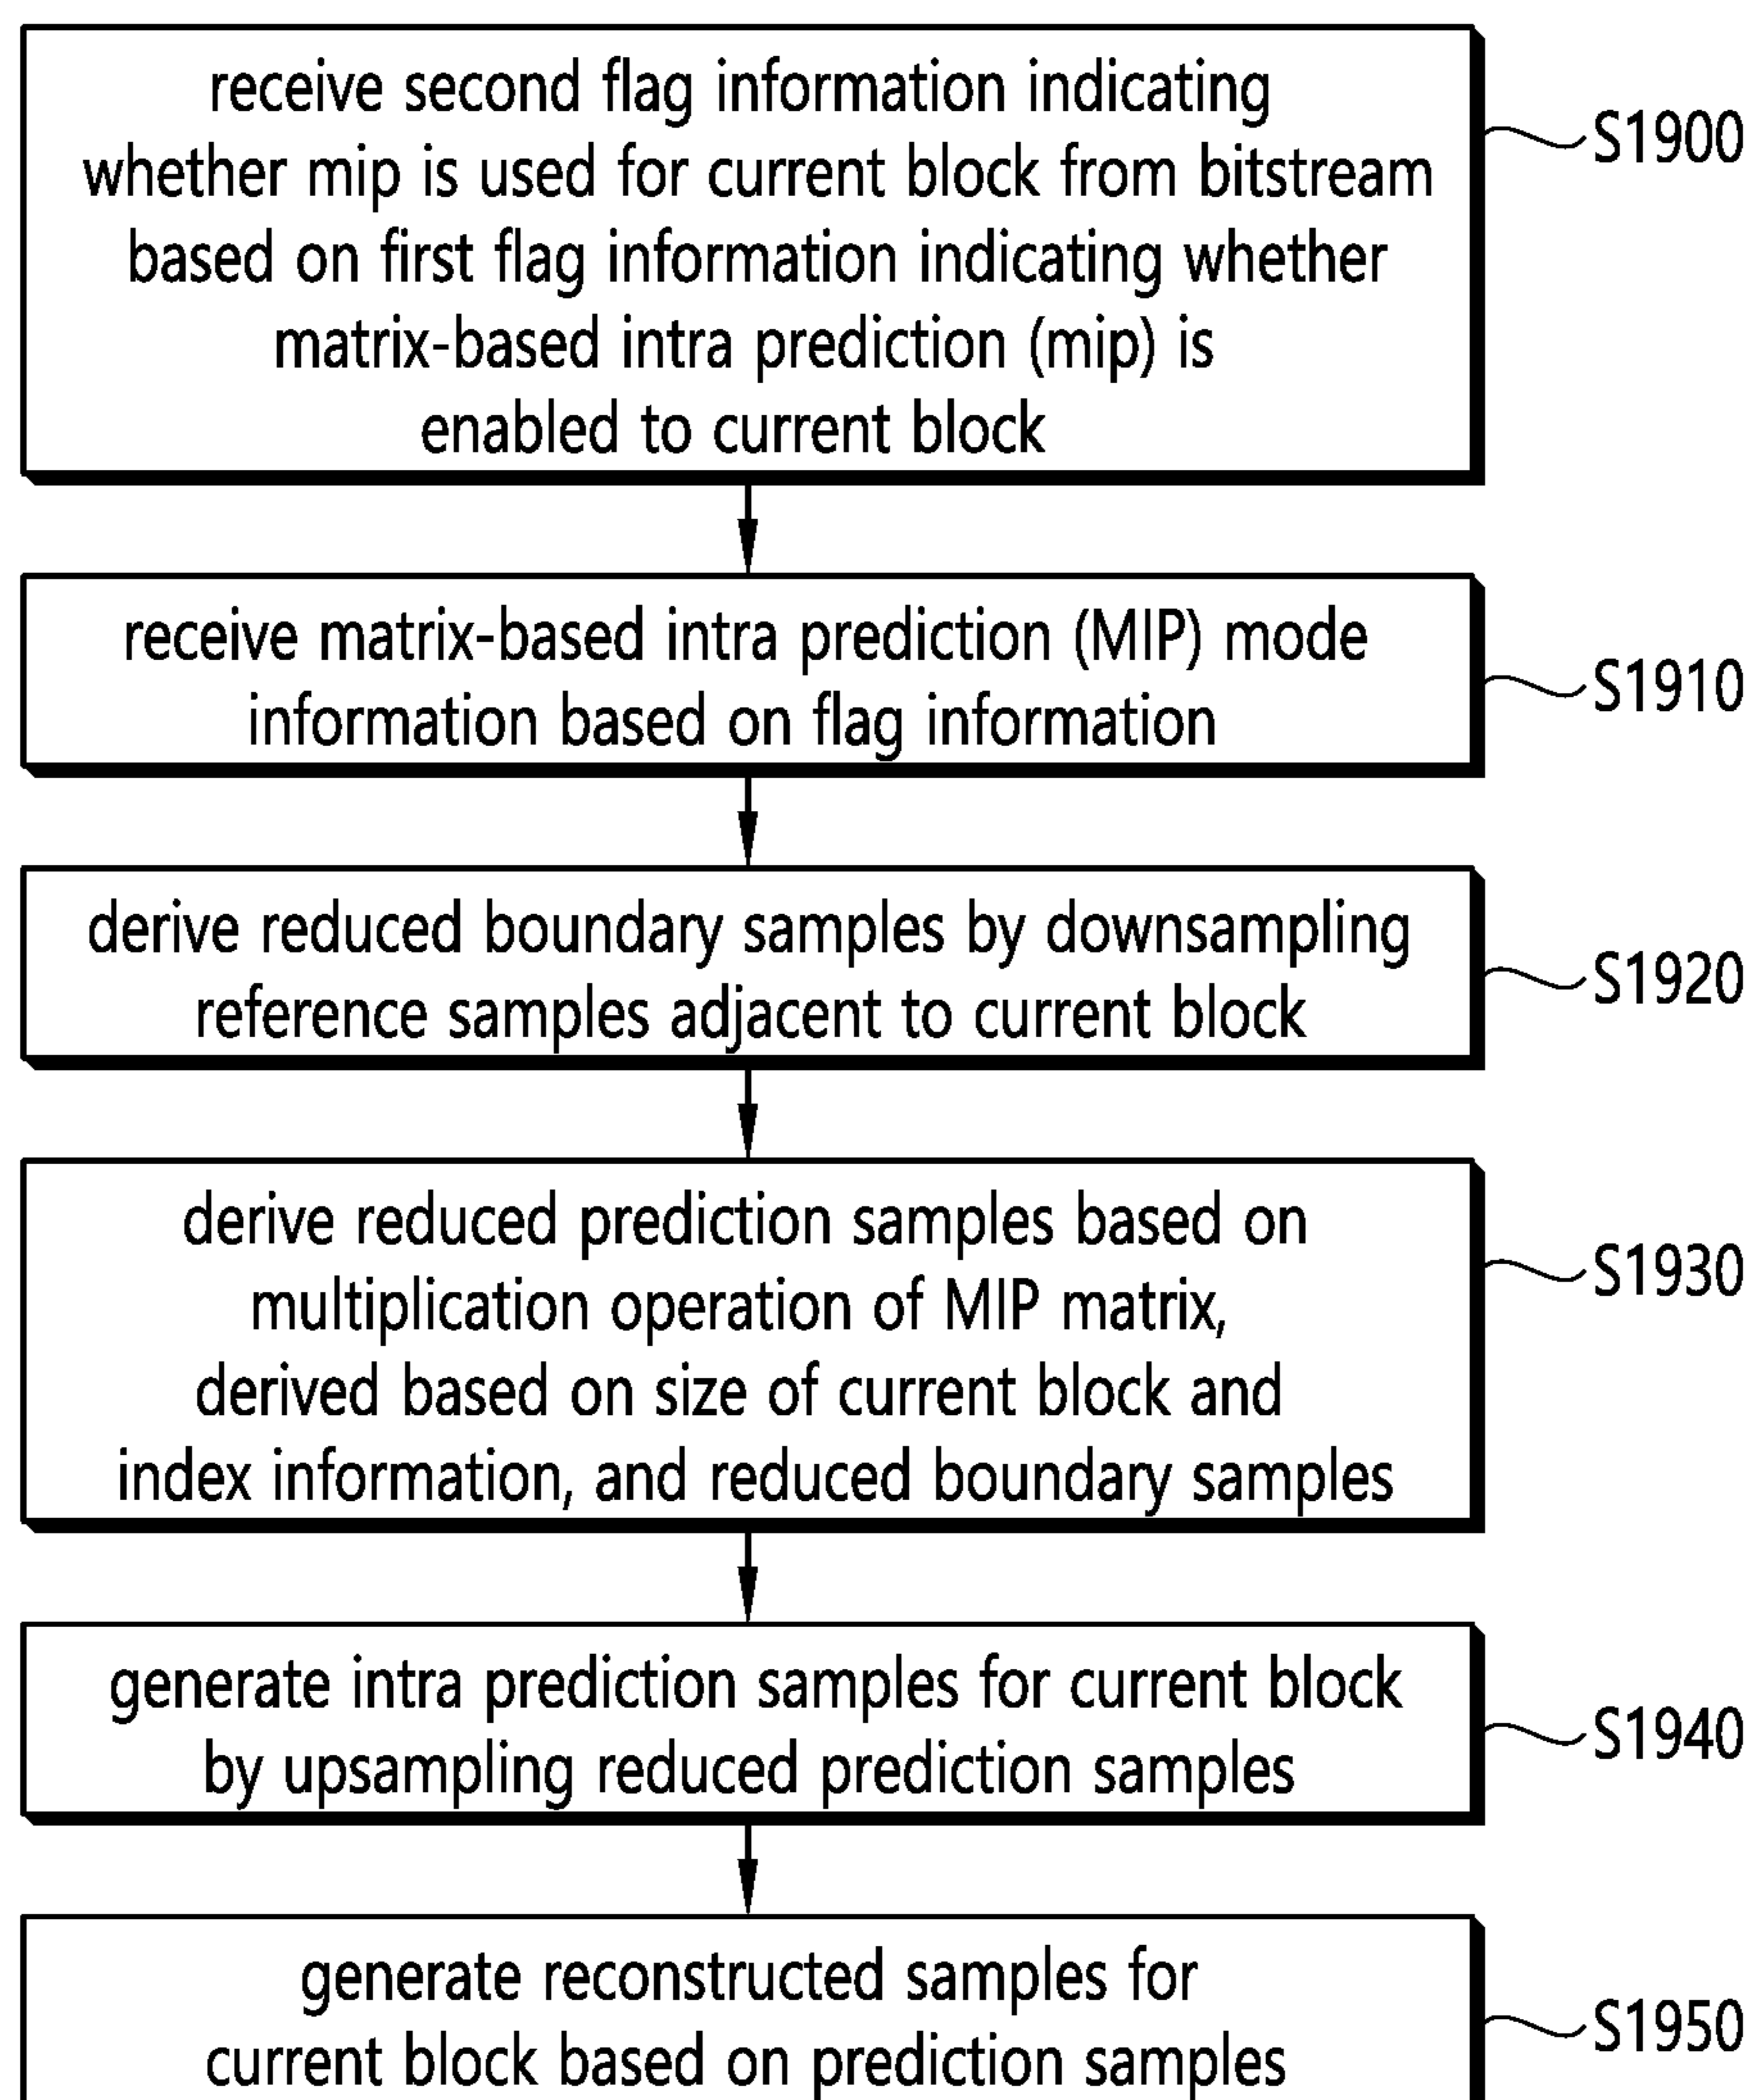 receive second flag information indicating
whether mip is used for current block from bitstream
based on first flag information indicating whether
matrix-based intra prediction (mip) is
enabled to current block
S1900
receive matrix-based intra prediction (MIP) mode
information based on flag information
S1910
derive reduced boundary samples by downsampling
reference samples adjacent to current block
S1920
derive reduced prediction samples based on
multiplication operation of MIP matrix,
derived based on size of current block and
index information, and reduced boundary samples
S1930
generate intra prediction samples for current block
by upsampling reduced prediction samples
S1940
generate reconstructed samples for
current block based on prediction samples
S1950